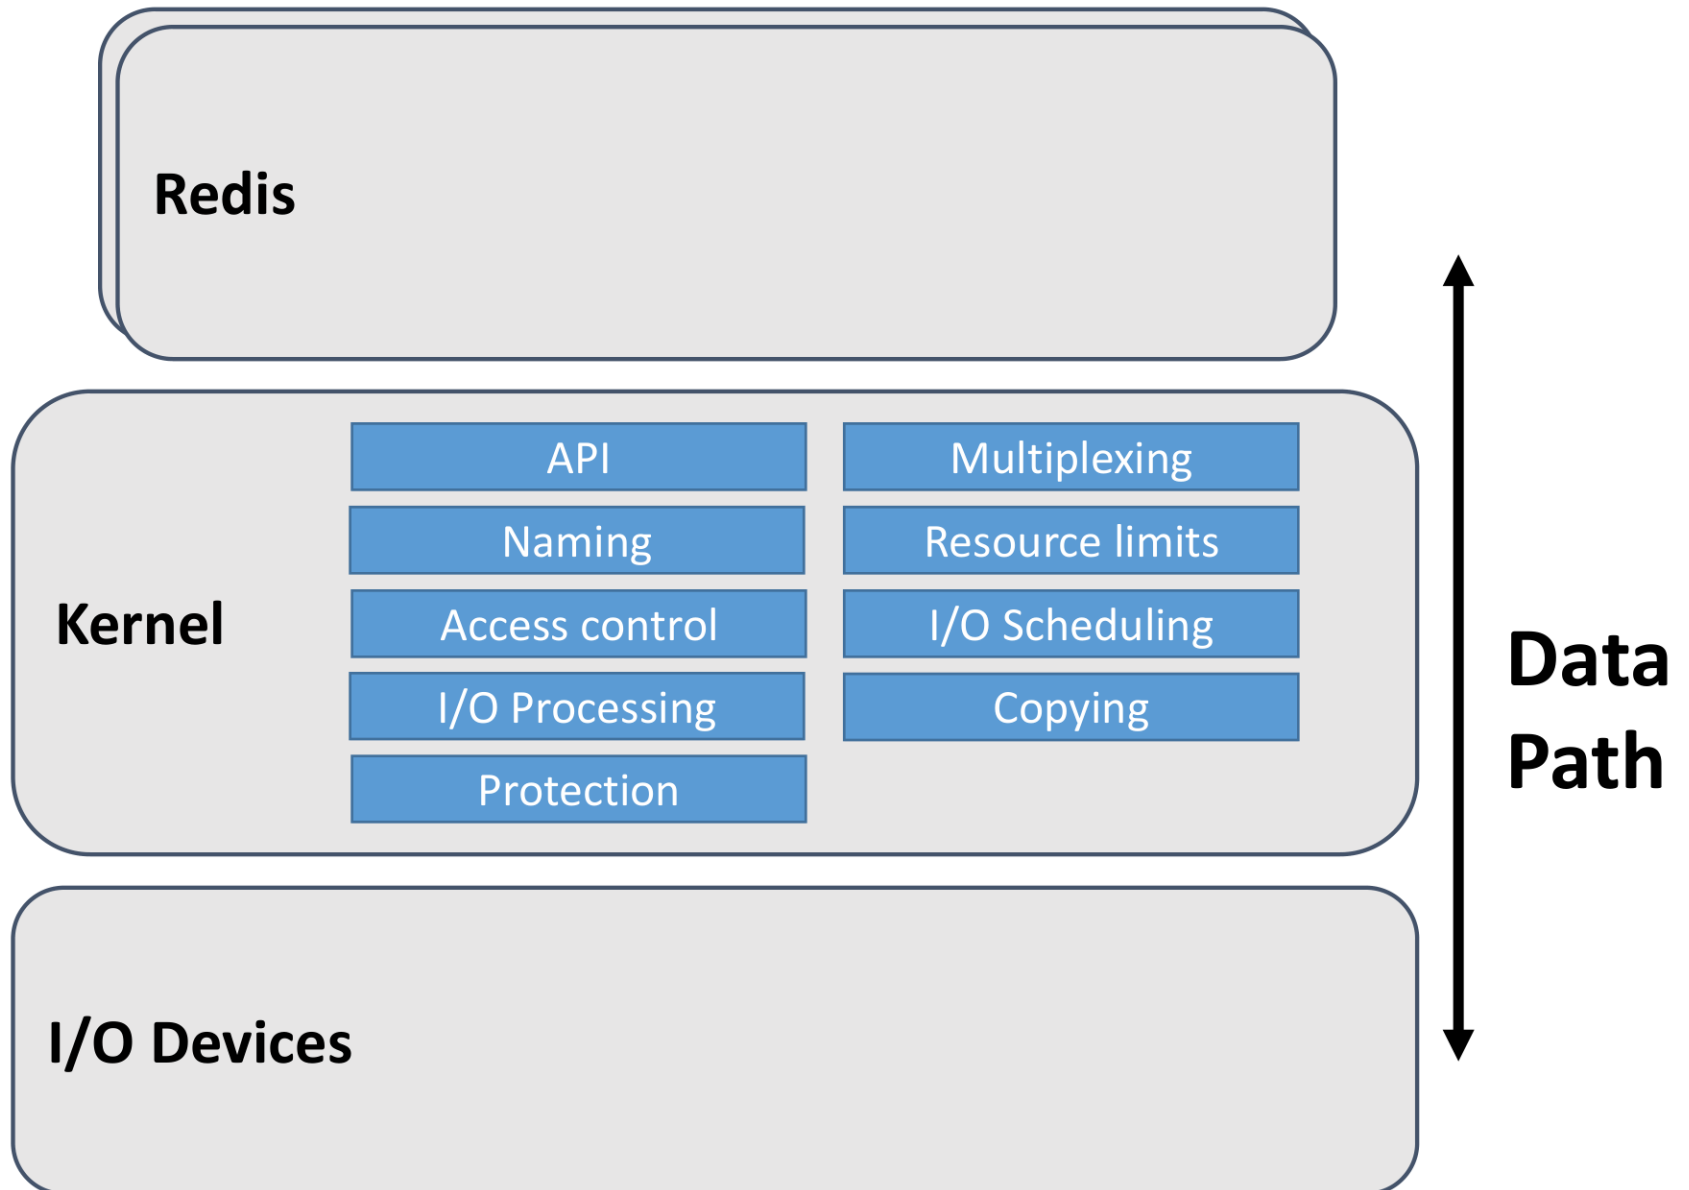 Redis
Kernel
API
Multiplexing
Naming
Resource limits
Access control
I/O Scheduling
I/O Processing
Copying
Protection
I/O Devices
Data
Path